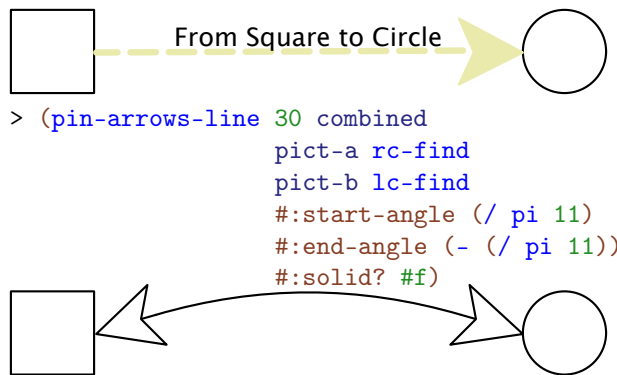 From Square to Circle
> (pin-arrows-line 30 combined
pict-a rc-find
pict-b lc-find
#:start-angle (/ pi 11)
#:end-angle (- (/ pi 11))
#:solid? #f)